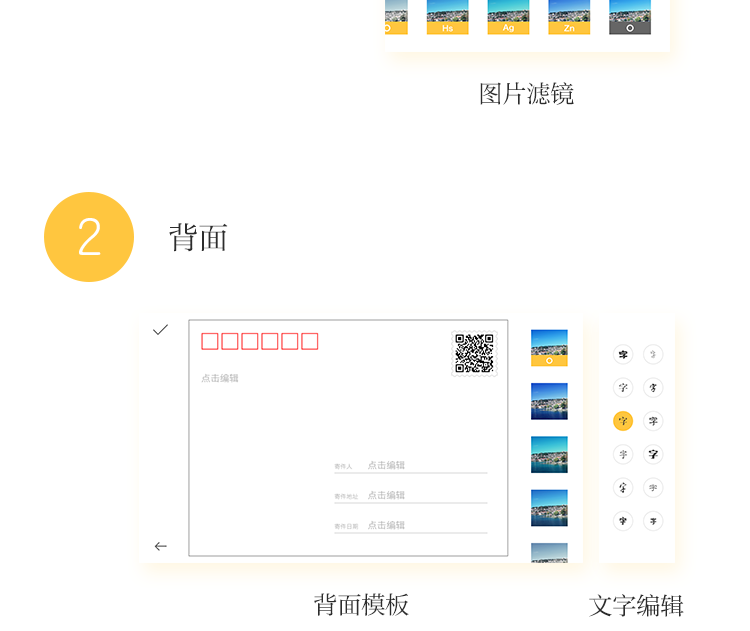 Hs
Ag
Zn
图片滤镜
2
背面
点击编辑
寄件人 点击编辑
寄件地址 点击编辑
寄件日期 点击编辑
字 字
字 字
字 字
字 字
字 字
字 字
背面模板
文字编辑